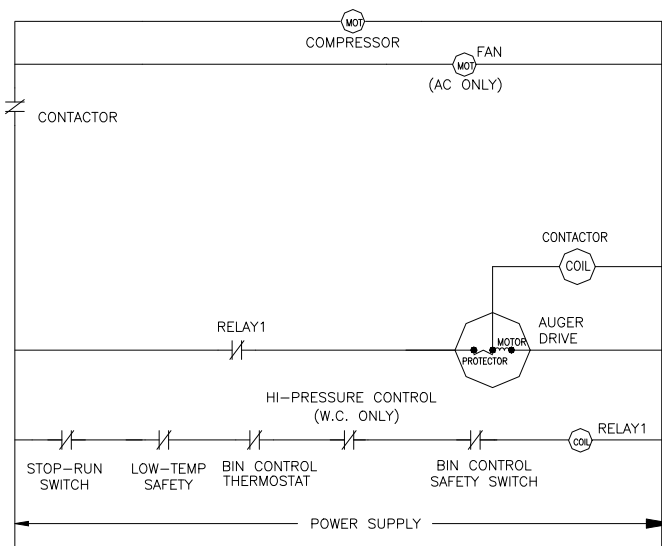 MOT
COMPRESSOR
MOT
FAN
(AC ONLY)
CONTACTOR
CONTACTOR
COIL
RELAY1
AUGER
DRIVE
MOTOR
PROTECTOR
HI-PRESSURE CONTROL
(W.C. ONLY)
COIL
RELAY1
STOP-RUN
SWITCH
LOW-TEMP
SAFETY
BIN CONTROL
THERMOSTAT
BIN CONTROL
SAFETY SWITCH
POWER SUPPLY